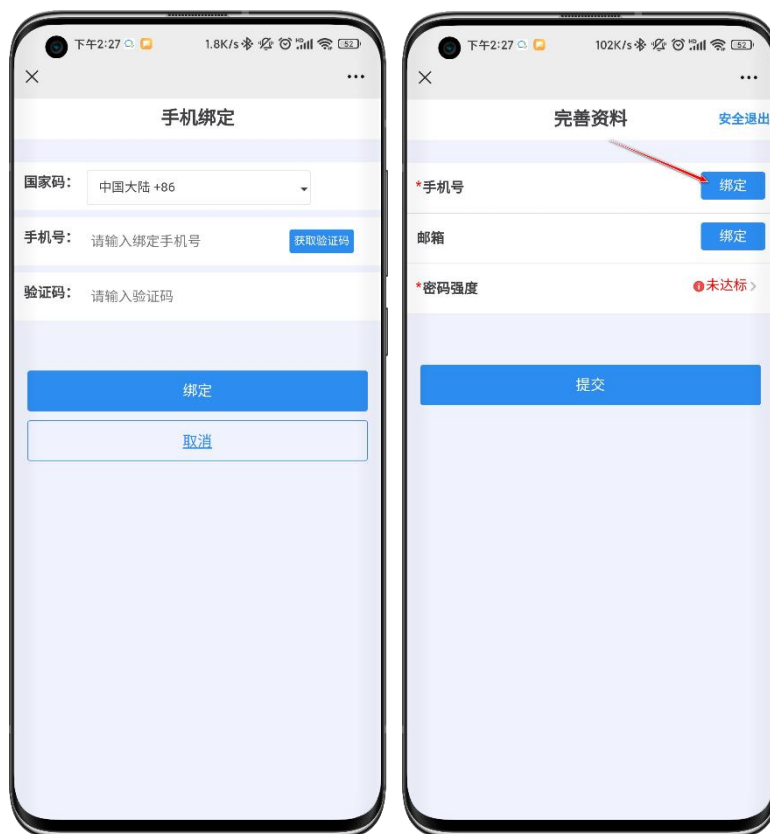 下午2:27
1.8K/s
52
手机绑定
国家码：
中国大陆 +86
手机号：
请输入绑定手机号
获取验证码
验证码：
请输入验证码
绑定
取消
下午2:27
102K/s
52
完善资料
安全退出
*手机号
绑定
邮箱
绑定
*密码强度
未达标
提交